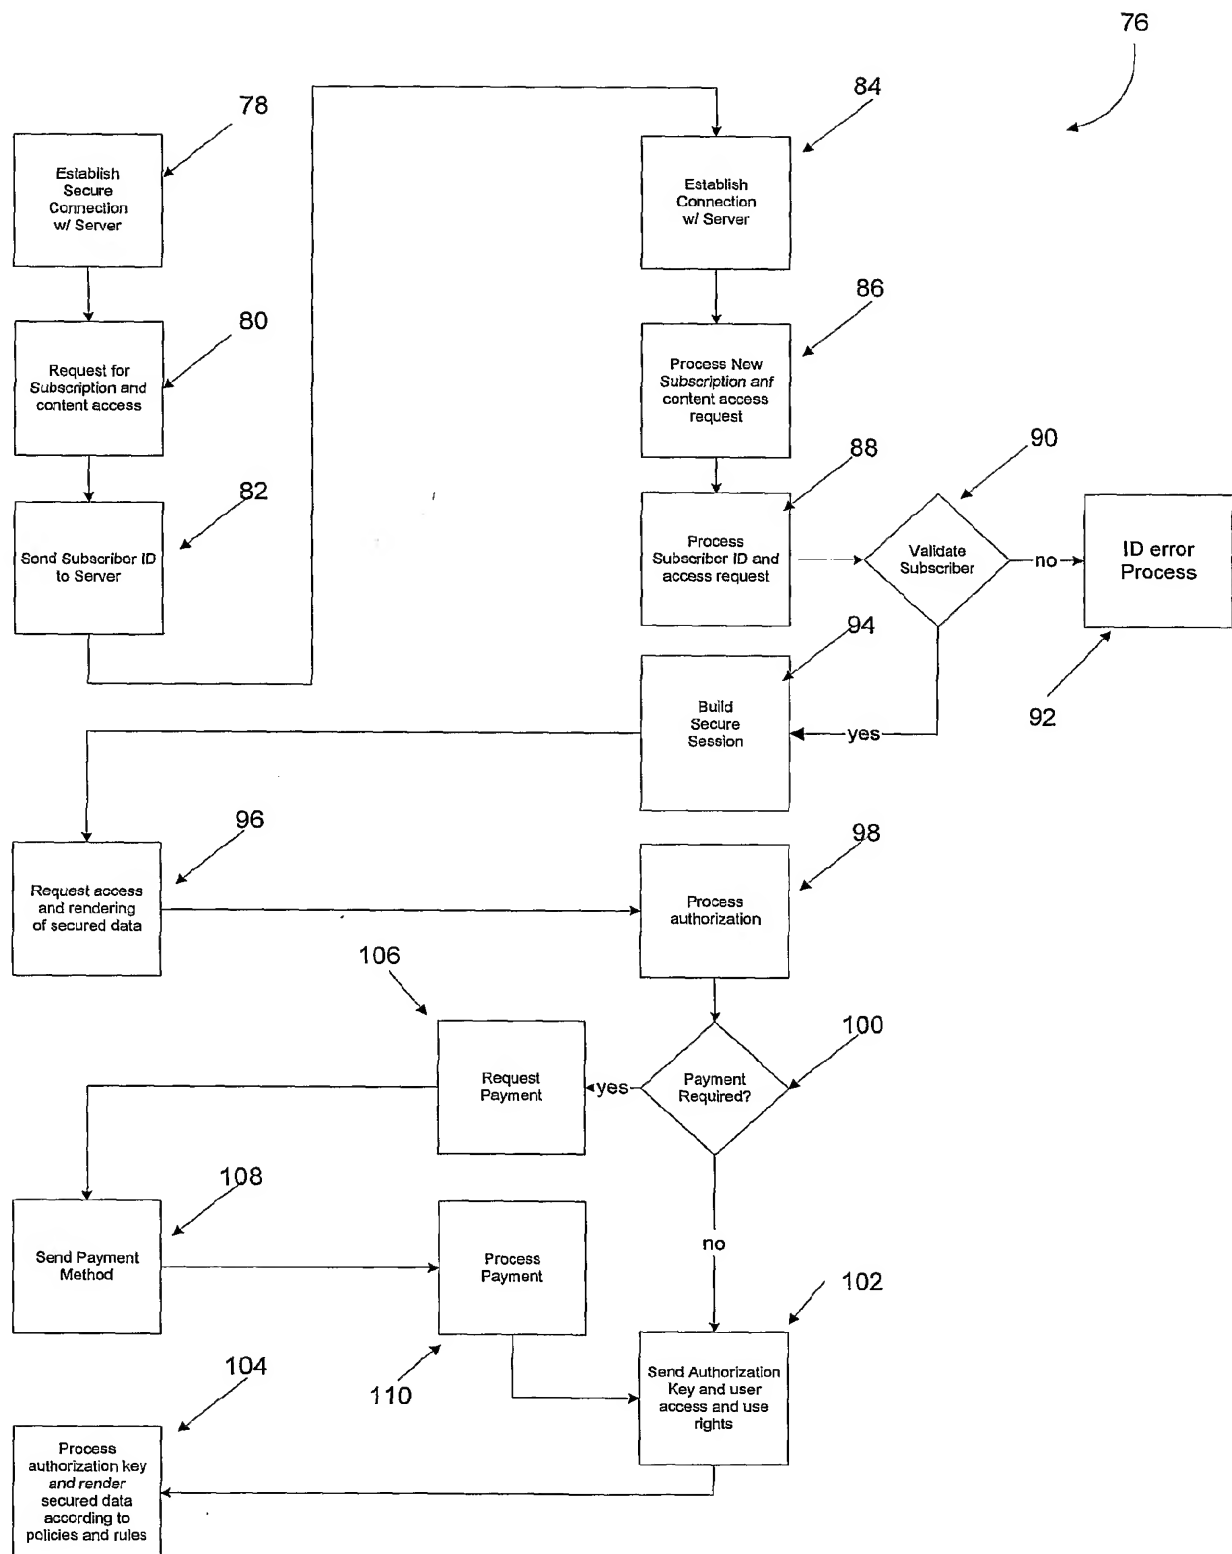 76
78
84
Establish
Secure
Connection
w/ Server
Establish
Connection
w/ Server
80
86
Request for
Subscription and
content access
Process New
Subscription anf
content access
request
82
88
90
Send Subscriber ID
to Server
Process
Subscriber ID and
access request
Validate
Subscriber
no
ID error
Process
94
92
Build
Secure
Session
yes
96
98
Request access
and rendering
of secured data
Process
authorization
106
100
Request
Payment
yes
Payment
Required?
108
Send Payment
Method
Process
Payment
no
102
104
110
Send Authorization
Key and user
access and use
rights
Process
authorization key
and render
secured data
according to
policies and rules